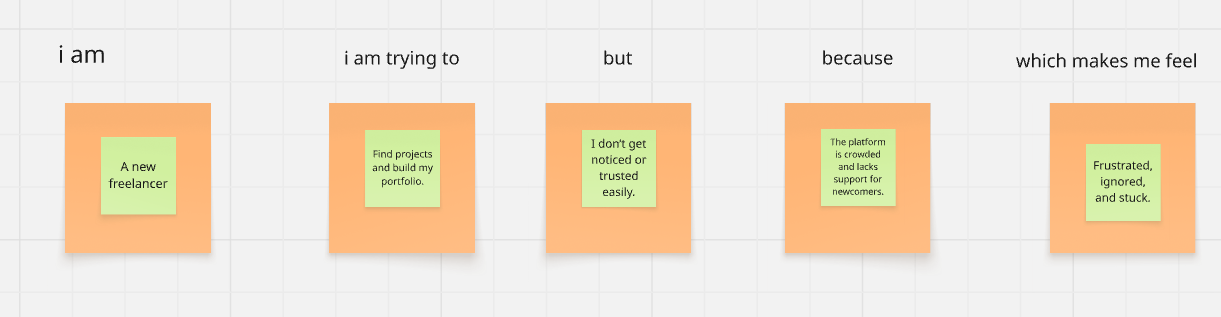 i am
i am trying to
but
because
which makes me feel
A new
freelancer
Find projects
and build my
portfolio.
I don't get
noticed or
trusted
easily.
The platform
is crowded
and lacks
support for
newcomers.
Frustrated,
ignored,
and stuck.